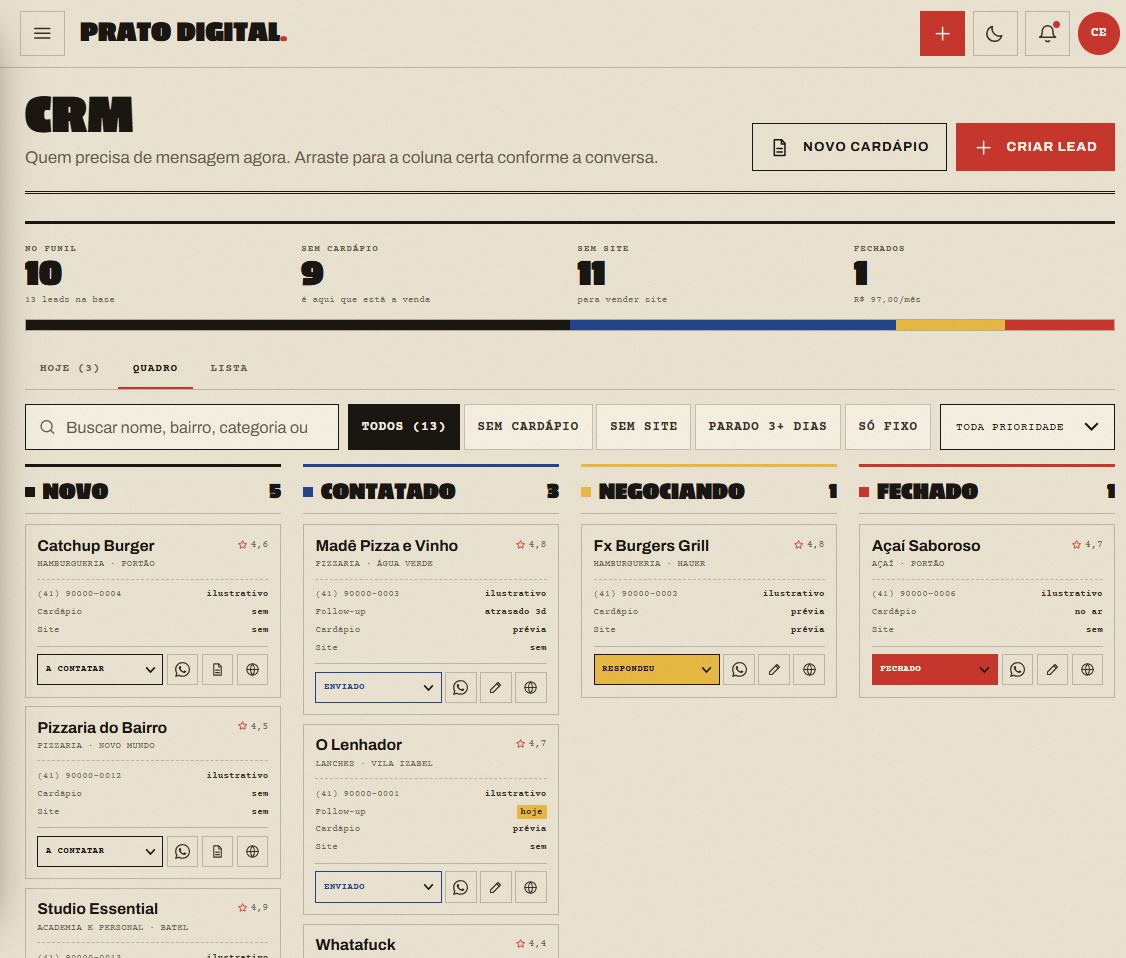 PRATO DIGITAL.
CE
CRM
Quem precisa de mensagem agora. Arraste para a coluna certa conforme a conversa.
NOVO CARDÁPIO
CRIAR LEAD
NO FUNIL
10
13 leads na base
SEM CARDÁPIO
9
é aqui que está a venda
SEM SITE
11
para vender site
FECHADOS
1
R$ 97,00/mês
HOJE (3)
QUADRO
LISTA
Buscar nome, bairro, categoria ou
TODOS (13)
SEM CARDÁPIO
SEM SITE
PARADO 3+ DIAS
SÓ FIXO
TODA PRIORIDADE
NOVO 5
Catchup Burger 4,6
HAMBURGUERIA · PORTÃO
(41) 90000-0004 ilustrativo
Cardápio sem
Site sem
A CONTATAR
Pizzaria do Bairro 4,5
PIZZARIA · NOVO MUNDO
(41) 90000-0012 ilustrativo
Cardápio sem
Site sem
A CONTATAR
Studio Essential 4,9
ACADEMIA E PERSONAL · BATEL
(41) 90000-0013 ilustrativo
CONTATADO 3
Madê Pizza e Vinho 4,8
PIZZARIA · ÁGUA VERDE
(41) 90000-0003 ilustrativo
Follow-up atrasado 3d
Cardápio prévia
Site sem
ENVIADO
O Lenhador 4,7
LANCHES · VILA IZABEL
(41) 90000-0001 ilustrativo
Follow-up hoje
Cardápio prévia
Site sem
ENVIADO
Whatafuck 4,4
NEGOCIANDO 1
Fx Burgers Grill 4,8
HAMBURGUERIA · HAUER
(41) 90000-0002 ilustrativo
Cardápio prévia
Site prévia
RESPONDEU
FECHADO 1
Açaí Saboroso 4,7
AÇAÍ · PORTÃO
(41) 90000-0006 ilustrativo
Cardápio no ar
Site sem
FECHADO